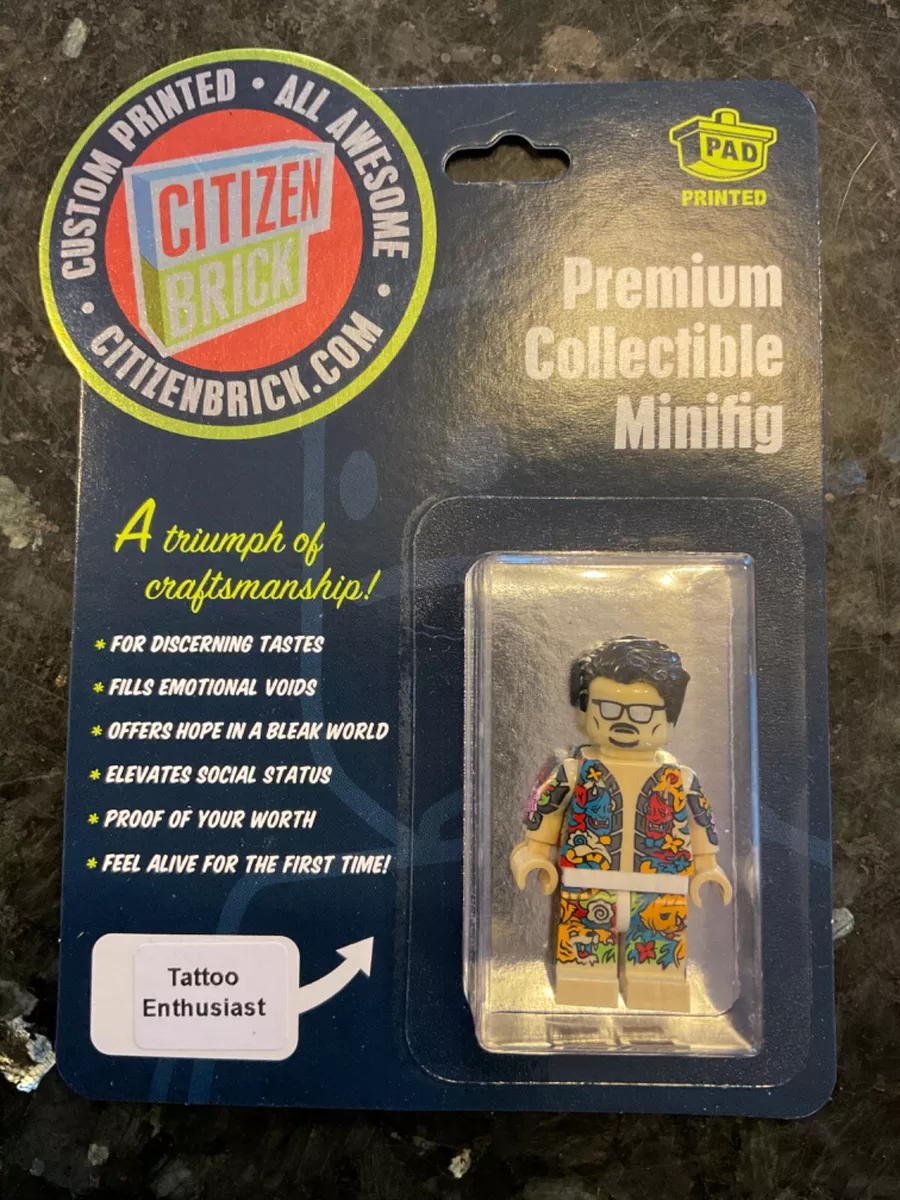 CUSTOM PRINTED • ALL AWESOME •
CITIZEN
BRICK
CITIZENBRICK.COM •
PAD
PRINTED
Premium
Collectible
Minifig
A triumph of
craftsmanship!
* FOR DISCERNING TASTES
* FILLS EMOTIONAL VOIDS
* OFFERS HOPE IN A BLEAK WORLD
* ELEVATES SOCIAL STATUS
* PROOF OF YOUR WORTH
* FEEL ALIVE FOR THE FIRST TIME!
Tattoo
Enthusiast